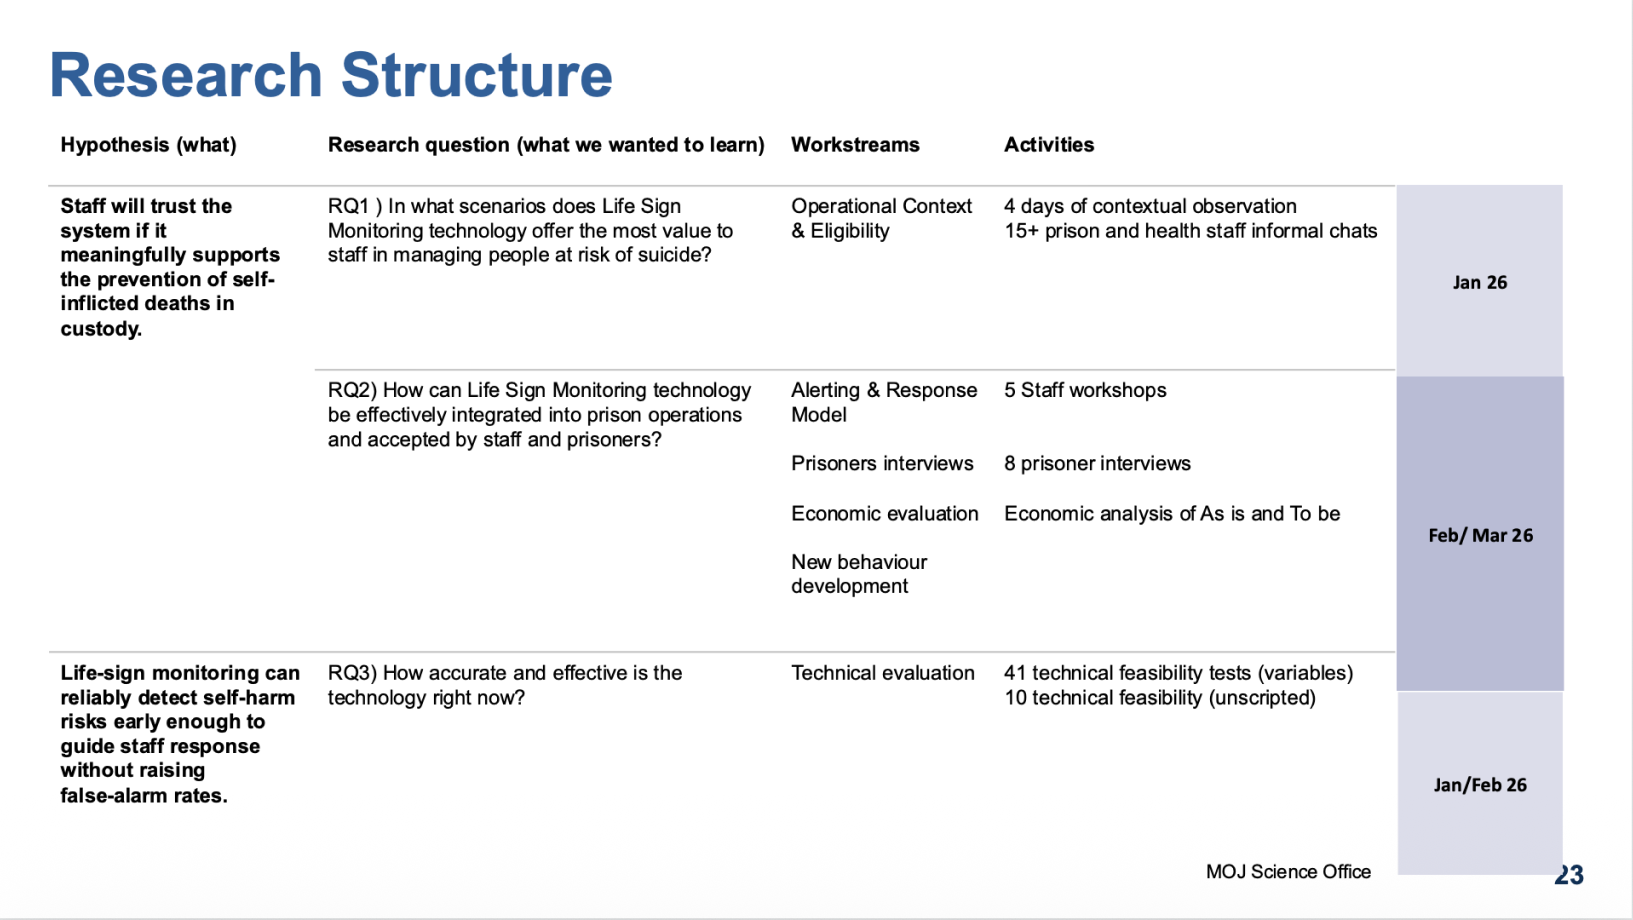 Research Structure
Hypothesis (what)
Research question (what we wanted to learn)
Workstreams
Activities
Staff will trust the
system if it
meaningfully supports
the prevention of self-
inflicted deaths in
custody.
RQ1 ) In what scenarios does Life Sign
Monitoring technology offer the most value to
staff in managing people at risk of suicide?
Operational Context
& Eligibility
4 days of contextual observation
15+ prison and health staff informal chats
Jan 26
RQ2) How can Life Sign Monitoring technology
be effectively integrated into prison operations
and accepted by staff and prisoners?
Alerting & Response
Model
5 Staff workshops
Prisoners interviews
8 prisoner interviews
Economic evaluation
Economic analysis of As is and To be
New behaviour
development
Feb/ Mar 26
Life-sign monitoring can
reliably detect self-harm
risks early enough to
guide staff response
without raising
false-alarm rates.
RQ3) How accurate and effective is the
technology right now?
Technical evaluation
41 technical feasibility tests (variables)
10 technical feasibility (unscripted)
Jan/Feb 26
MOJ Science Office
23